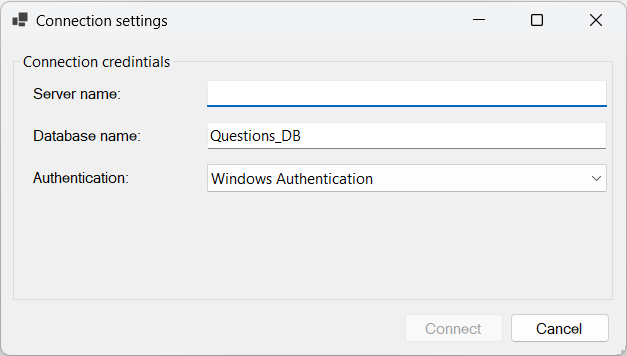 Connection settings
Connection credintials
Server name:
Database name: Questions_DB
Authentication: Windows Authentication
Connect Cancel